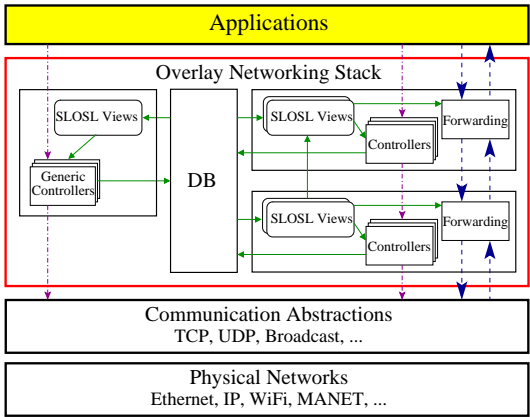 Applications
Overlay Networking Stack
SLOSL Views
Generic
Controllers
DB
SLOSL Views
Controllers
Forwarding
SLOSL Views
Controllers
Forwarding
Communication Abstractions
TCP, UDP, Broadcast, ...
Physical Networks
Ethernet, IP, WiFi, MANET, ...